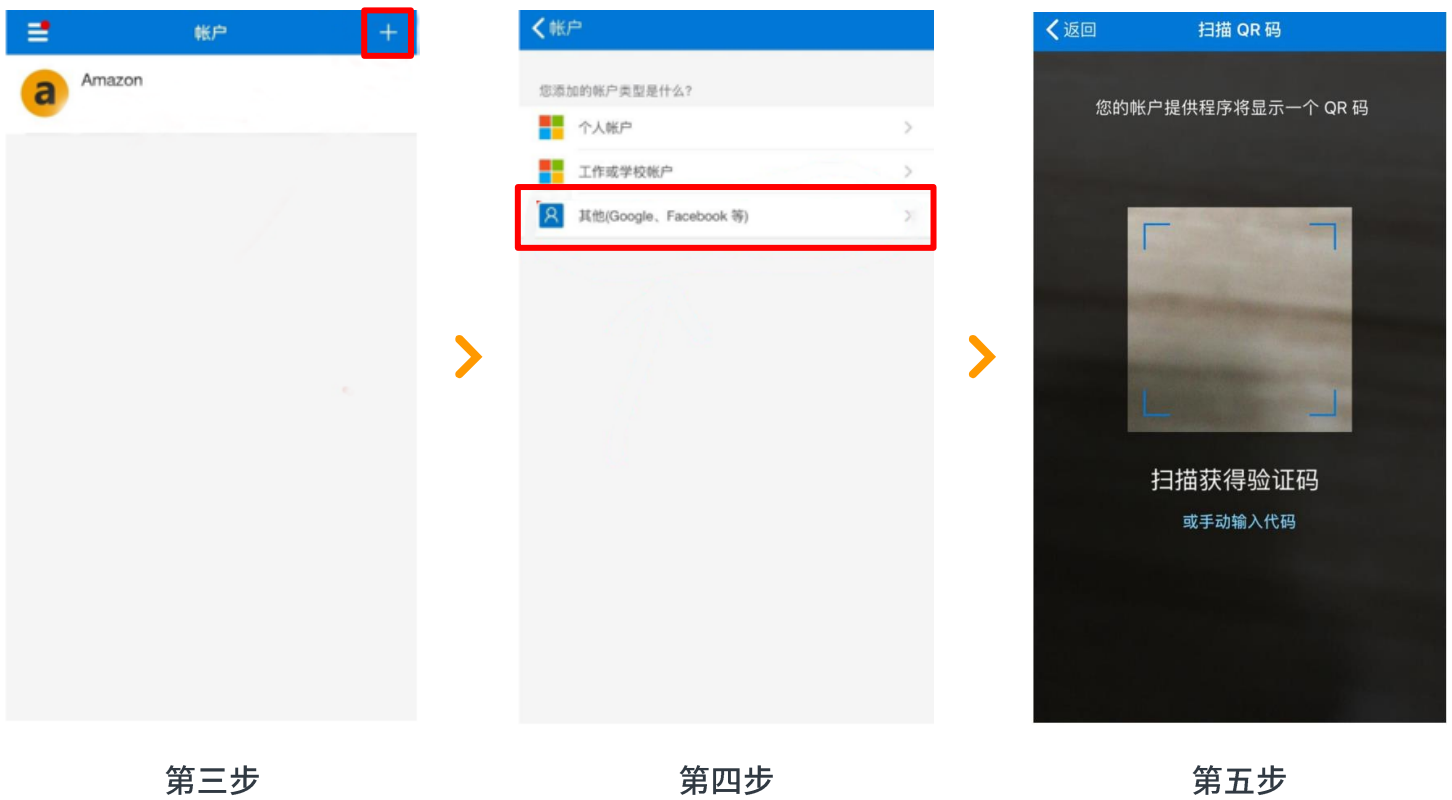 帐户
Amazon
帐户
您添加的帐户类型是什么?
个人帐户
工作或学校帐户
其他(Google、Facebook 等)
返回
扫描 QR 码
您的帐户提供程序将显示一个 QR 码
扫描获得验证码
或手动输入代码
第三步
第四步
第五步